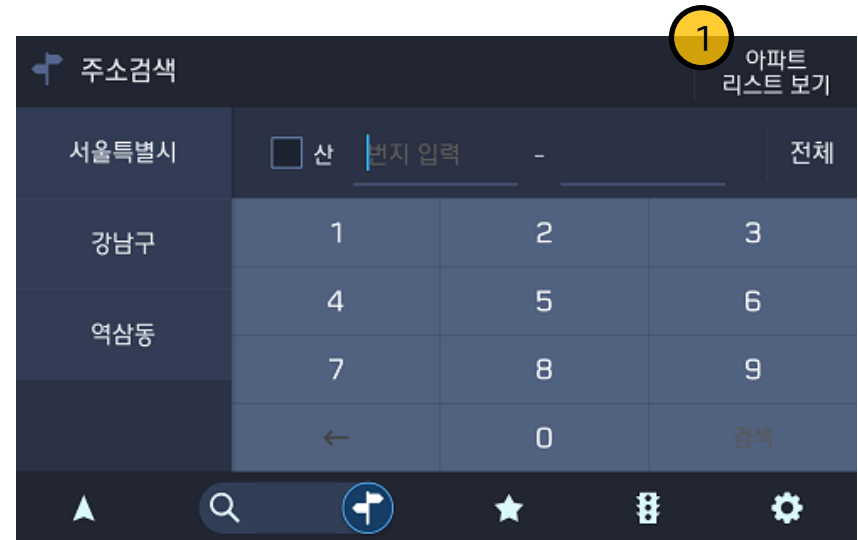 1
주소검색
아파트
리스트 보기
서울특별시
산 번지 입력 - 전체
강남구
역삼동
1 2 3
4 5 6
7 8 9
← 0 검색